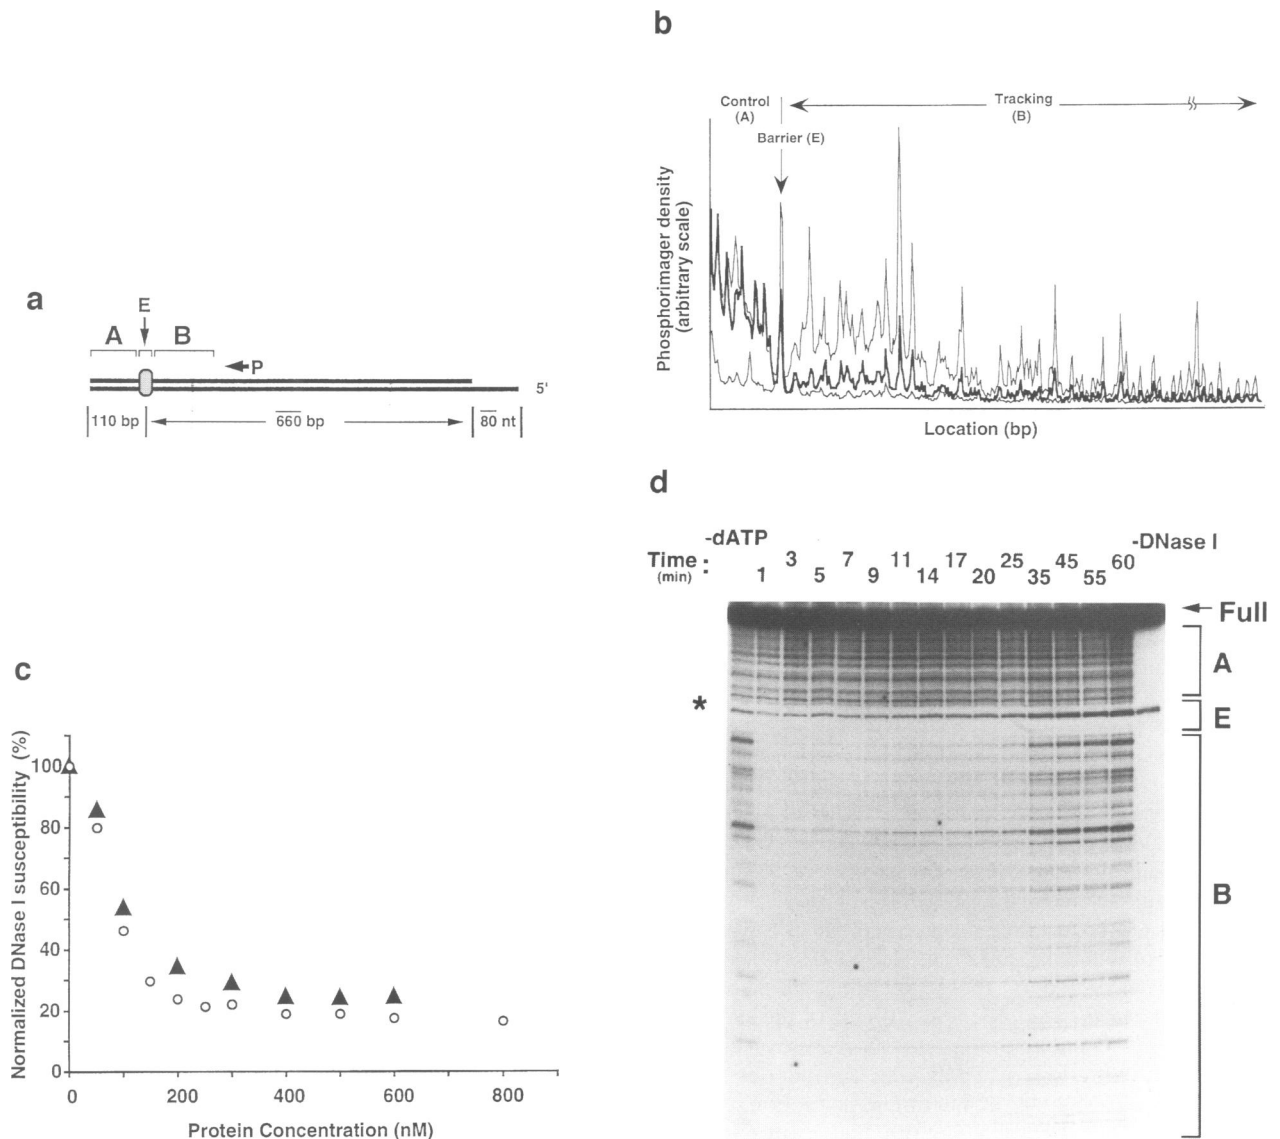 a
E
A B
P
5'
110 bp 660 bp 80 nt
b
Control
(A)
Tracking
(B)
Barrier (E)
Phosphorimager density
(arbitrary scale)
Location (bp)
c
Normalized DNase I susceptibility (%)
100
80
60
40
20
0
0 200 400 600 800
Protein Concentration (nM)
d
-dATP -DNase I
Time :
(min)
1 3 5 7 9 11 14 17 20 25 35 45 55 60
Full
A
*
E
B